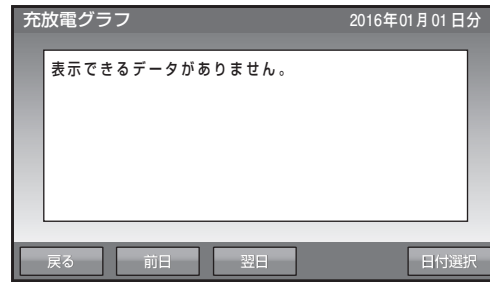 充放電グラフ 2016年01月01日分
表示できるデータがありません。
戻る 前日 翌日 日付選択